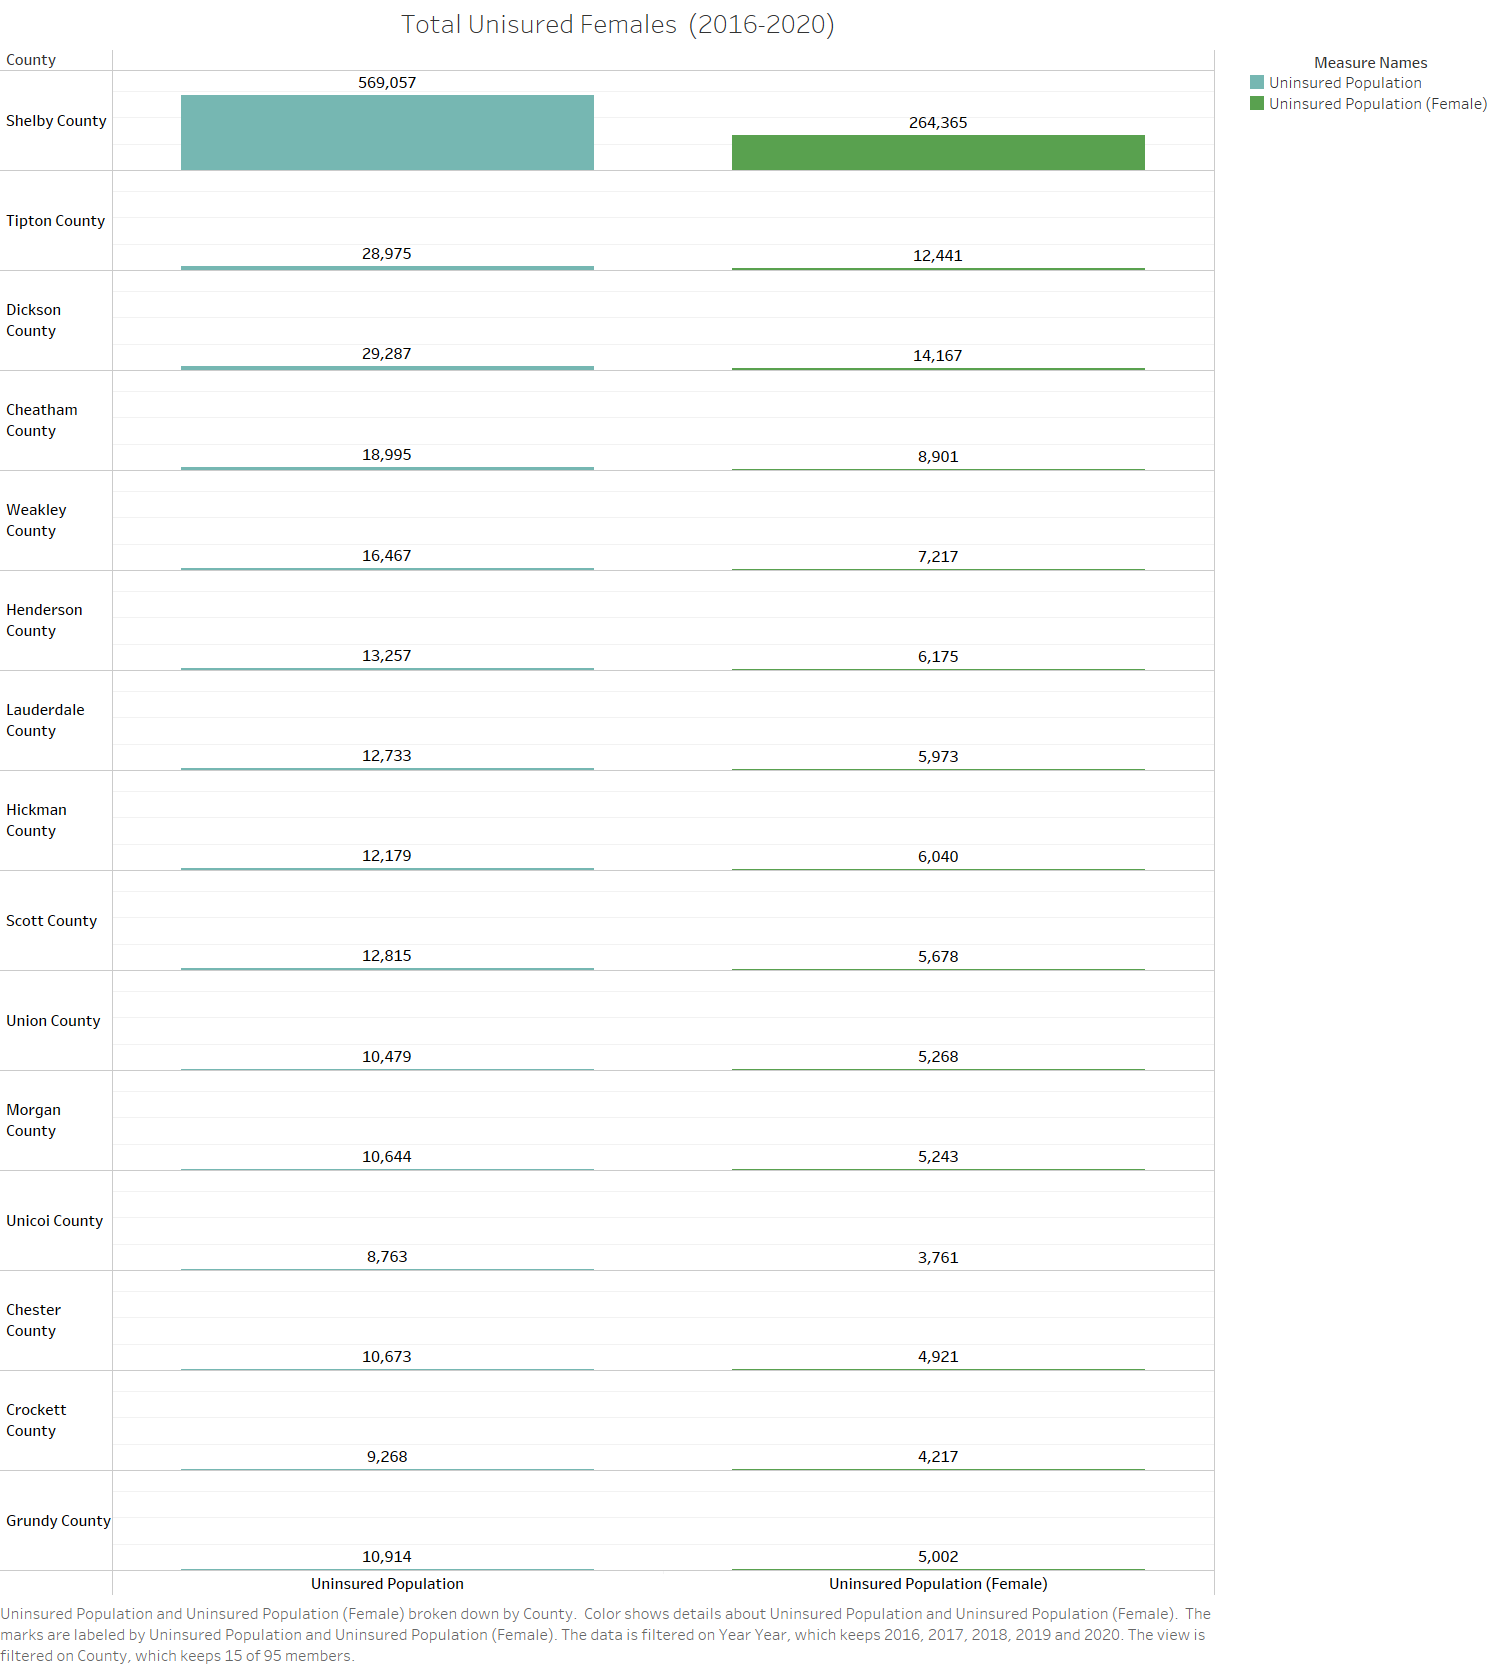 Total Unisured Females (2016-2020)
County
Measure Names
Uninsured Population
Uninsured Population (Female)
569,057
Shelby County
264,365
Tipton County
28,975
12,441
Dickson
County
29,287
14,167
Cheatham
County
18,995
8,901
Weakley
County
16,467
7,217
Henderson
County
13,257
6,175
Lauderdale
County
12,733
5,973
Hickman
County
12,179
6,040
Scott County
12,815
5,678
Union County
10,479
5,268
Morgan
County
10,644
5,243
Unicoi County
8,763
3,761
Chester
County
10,673
4,921
Crockett
County
9,268
4,217
Grundy County
10,914
5,002
Uninsured Population
Uninsured Population (Female)
Uninsured Population and Uninsured Population (Female) broken down by County. Color shows details about Uninsured Population and Uninsured Population (Female). The
marks are labeled by Uninsured Population and Uninsured Population (Female). The data is filtered on Year Year, which keeps 2016, 2017, 2018, 2019 and 2020. The view is
filtered on County, which keeps 15 of 95 members.